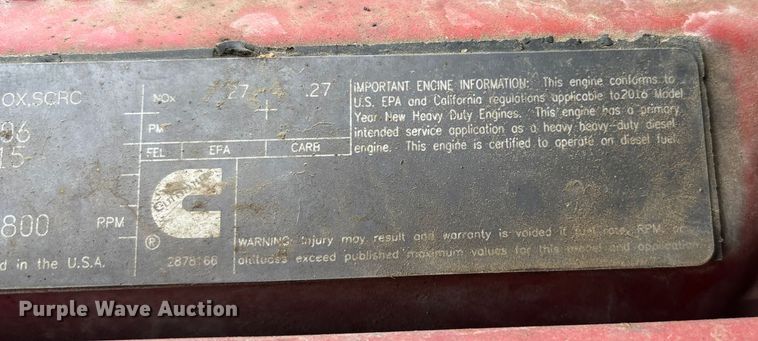 OX,SCRC
06
15
800 RPM
d in the U.S.A.
NOx .27 .27
PM
FEL EPA CARB
Cummins
®
2878166
IMPORTANT ENGINE INFORMATION: This engine conforms to
U.S. EPA and California regulations applicable to2016 Model
Year New Heavy Duty Engines. This engine has a primary
intended service application as a heavy heavy-duty diesel
engine. This engine is certified to operate on diesel fuel.
WARNING: Injury may result and warranty is voided if fuel rate, RPM, or
altitudes exceed published maximum values for this model and application
Purple Wave Auction